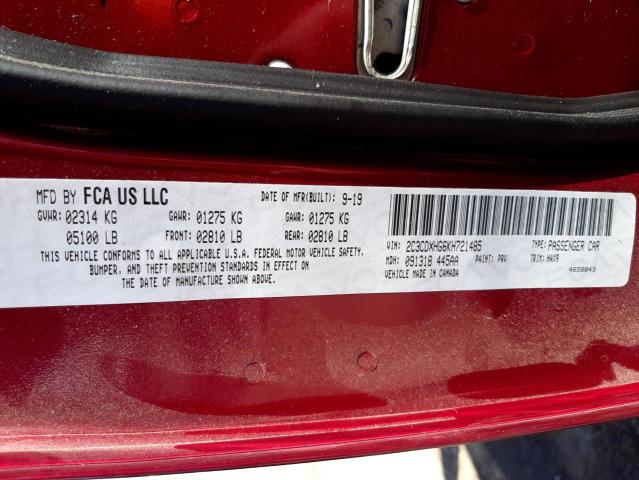 MFD BY FCA US LLC DATE OF MFR(BUILT): 9-19
GVWR: 02314 KG GAWR: 01275 KG GAWR: 01275 KG
05100 LB FRONT: 02810 LB REAR: 02810 LB
THIS VEHICLE CONFORMS TO ALL APPLICABLE U.S.A. FEDERAL MOTOR VEHICLE SAFETY,
BUMPER, AND THEFT PREVENTION STANDARDS IN EFFECT ON
THE DATE OF MANUFACTURE SHOWN ABOVE.
VIN: 2C3CDXHG6KH721485 TYPE: PASSENGER CAR
MDH: 091318 445AA PAINT: PRV TRIM: HAX9
VEHICLE MADE IN CANADA 4658843